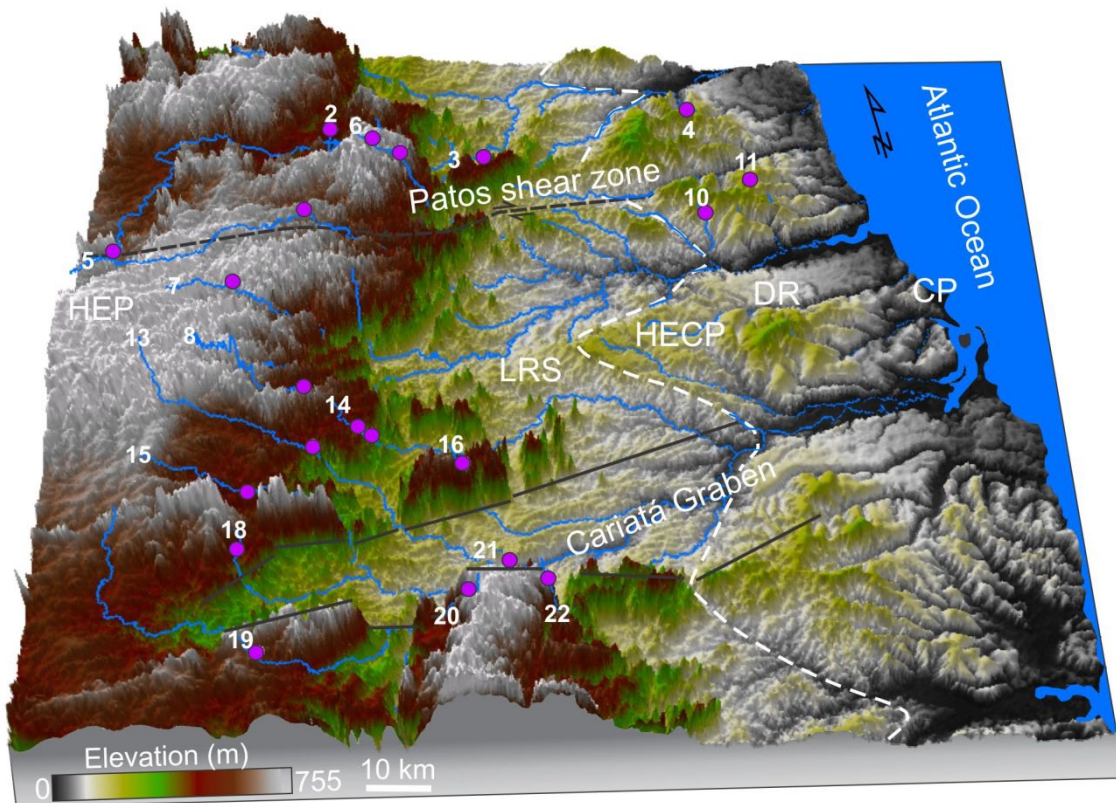 2
6
3
4
11
10
Patos shear zone
Atlantic Ocean
N
5
7
HEP
13
8
DR
CP
HECP
LRS
14
16
15
18
Cariatá Graben
21
20
22
19
Elevation (m)
0
755
10 km